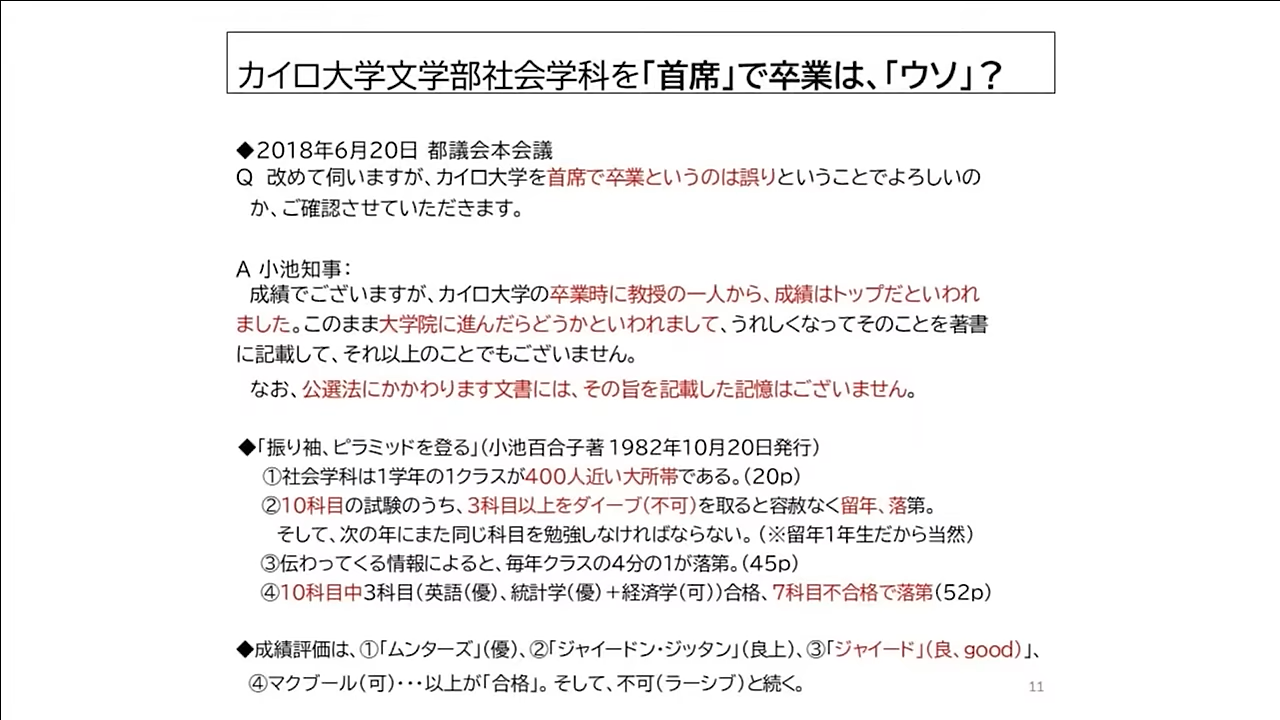 カイロ大学文学部社会学科を「首席」で卒業は、「ウソ」？
◆2018年6月20日 都議会本会議
Q 改めて伺いますが、カイロ大学を首席で卒業というのは誤りということでよろしいの
か、ご確認させていただきます。
A 小池知事：
成績でございますが、カイロ大学の卒業時に教授の一人から、成績はトップだといわれ
ました。このまま大学院に進んだらどうかといわれまして、うれしくなってそのことを著書
に記載して、それ以上のことでもございません。
なお、公選法にかかわります文書には、その旨を記載した記憶はございません。
◆「振り袖、ピラミッドを登る」（小池百合子著 1982年10月20日発行）
①社会学科は1学年の1クラスが400人近い大所帯である。（20p）
②10科目の試験のうち、3科目以上をダイーブ（不可）を取ると容赦なく留年、落第。
そして、次の年にまた同じ科目を勉強しなければならない。（※留年1年生だから当然）
③伝わってくる情報によると、毎年クラスの4分の1が落第。（45p）
④10科目中3科目（英語（優）、統計学（優）＋経済学（可））合格、7科目不合格で落第（52p）
◆成績評価は、①「ムンターズ」（優）、②「ジャイードン・ジッタン」（良上）、③「ジャイード」（良、good）」、
④マクブール（可）・・・以上が「合格」。そして、不可（ラーシブ）と続く。
11